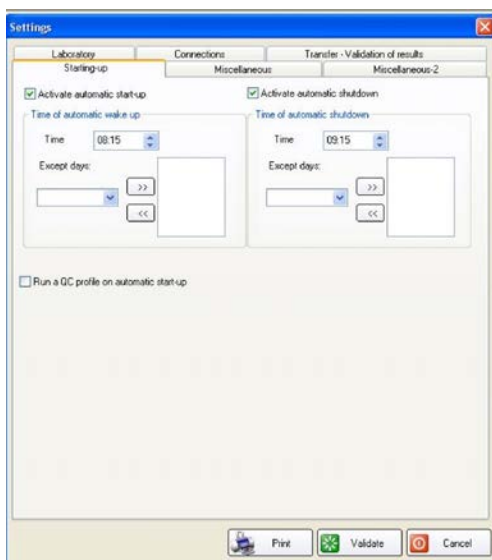 Settings
Laboratory Connections Transfer - Validation of results
Starting-up Miscellaneous Miscellaneous-2
Activate automatic start-up Activate automatic shutdown
Time of automatic wake up Time of automatic shutdown
Time 08:15 Time 09:15
Except days: Except days:
>> >>
<< <<
Run a QC profile on automatic start-up
Print Validate Cancel